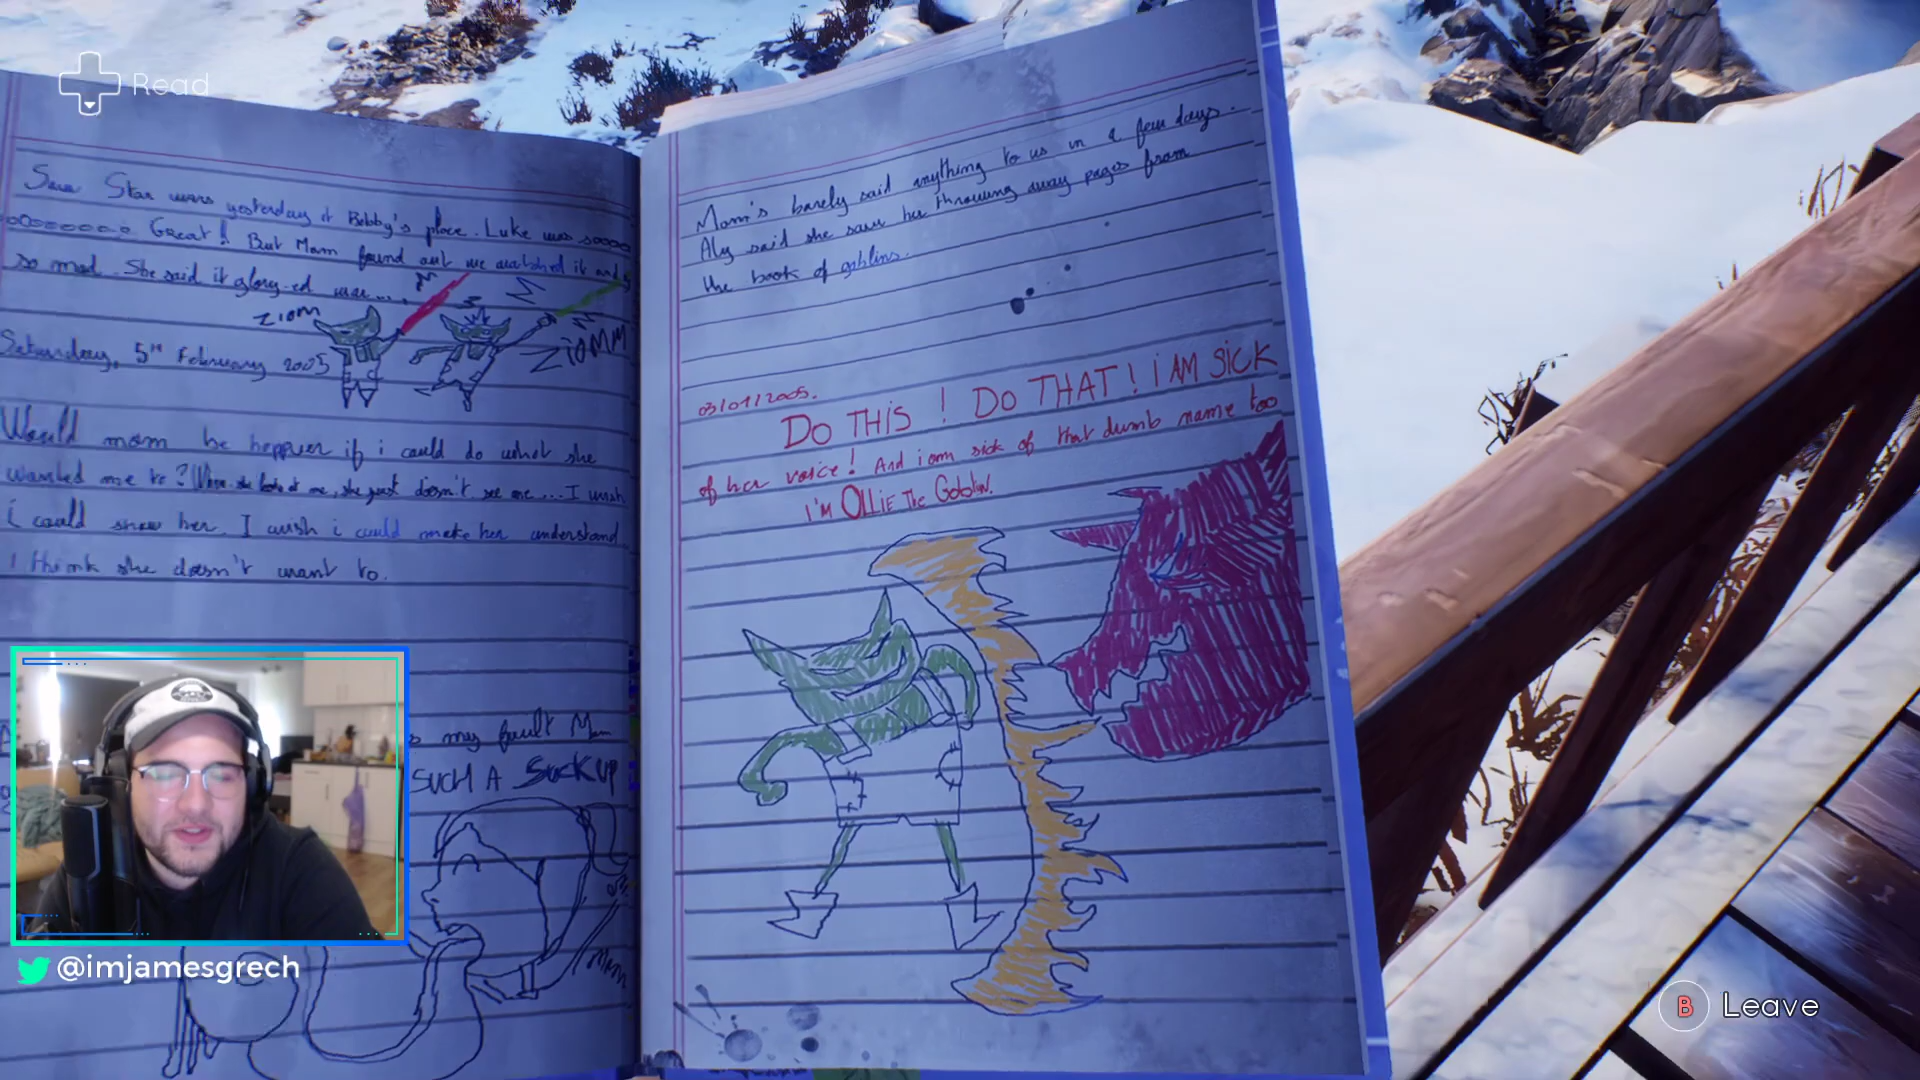 Read
Saw Star wars yesterday at Bobby's place. Luke was soooo
oooooooo Great! But Mam found out we watched it and
so mad. She said it glory-ed war....
ZIOM
ZIOMM
Saturday, 5th February 2005
Would mom be heppier if i could do what she
wanted me to? When she looks at me, she just doesn't see me... I wish
i could show her. I wish i could make her understand
I think she doesn't want to.
my fault M
SUCH A SUCK UP
Mam's barely said anything to us in a few days.
Aly said she saw her throwing away pages from
the book of goblins.
03/01/2005.
DO THIS! DO THAT! i AM SiCK
of her voice! And i am sick of that dumb name too
I'M OLLiE The Goblin.
@imjamesgrech
B Leave